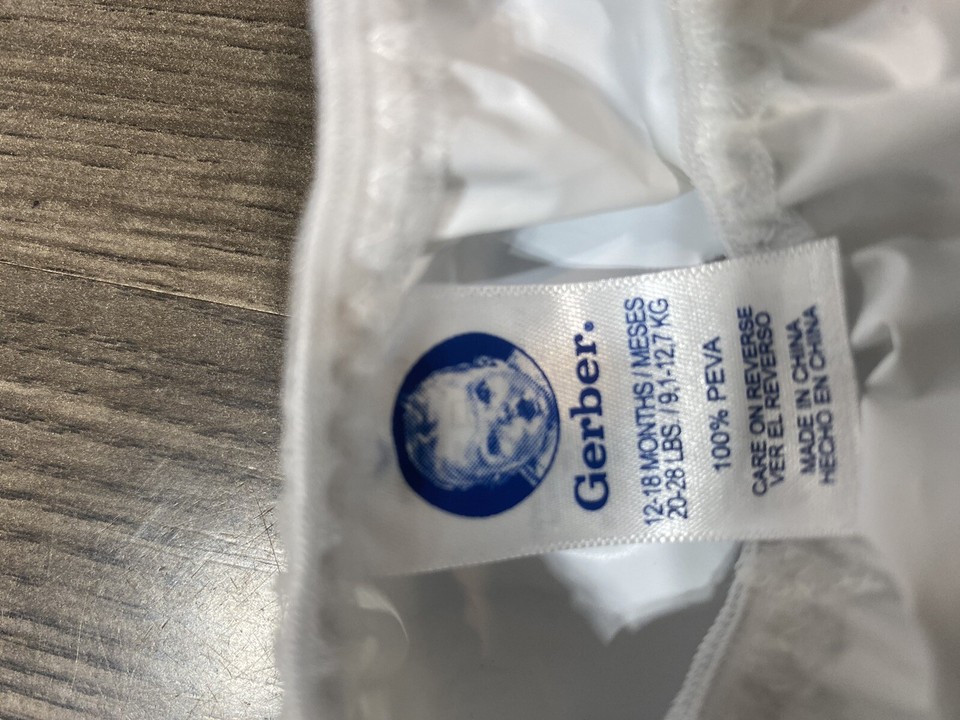 Gerber.
12-18 MONTHS / MESES
20-28 LBS. / 9,1-12,7 KG
100% PEVA
CARE ON REVERSE
VER EL REVERSO
MADE IN CHINA
HECHO EN CHINA